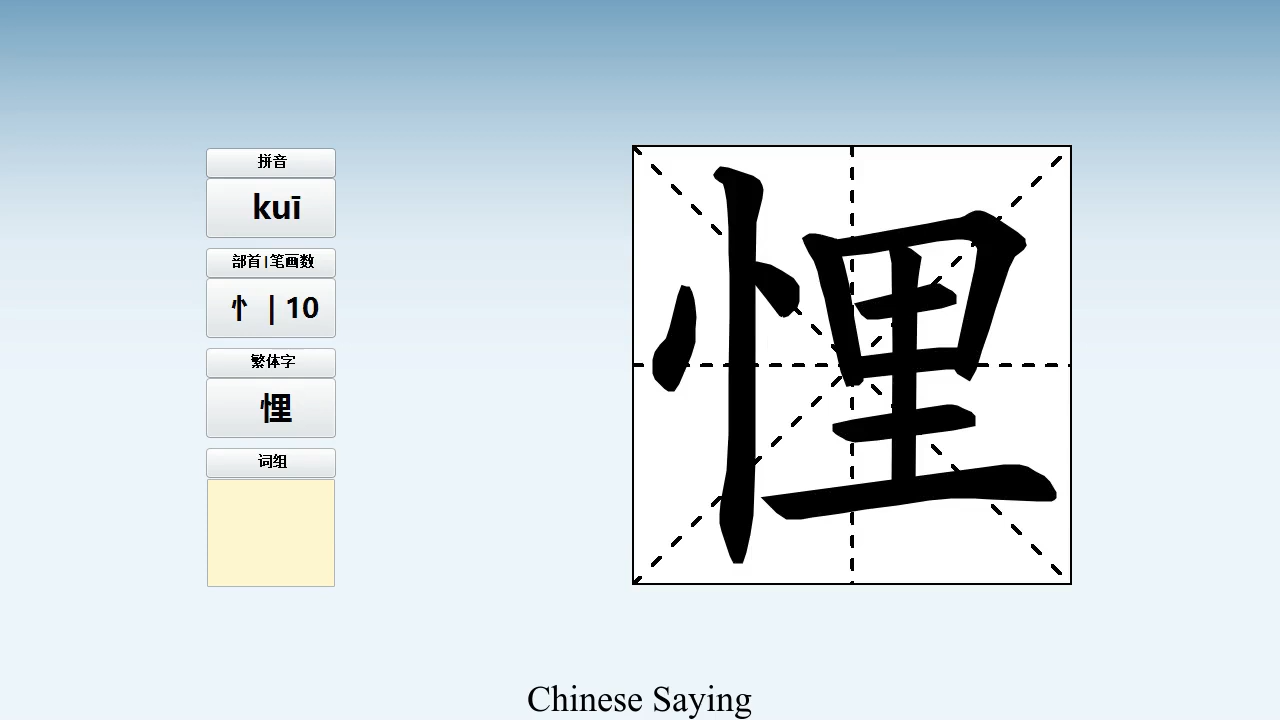 拼音
kuī
部首|笔画数
忄 | 10
繁体字
悝
词组
悝
Chinese Saying